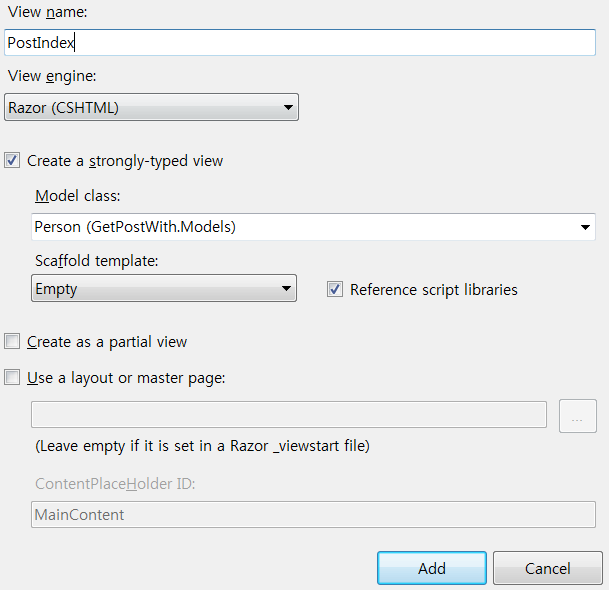 View name:
PostIndex
View engine:
Razor (CSHTML)
Create a strongly-typed view
Model class:
Person (GetPostWith.Models)
Scaffold template:
Empty
Reference script libraries
Create as a partial view
Use a layout or master page:
...
(Leave empty if it is set in a Razor _viewstart file)
ContentPlaceHolder ID:
MainContent
Add
Cancel